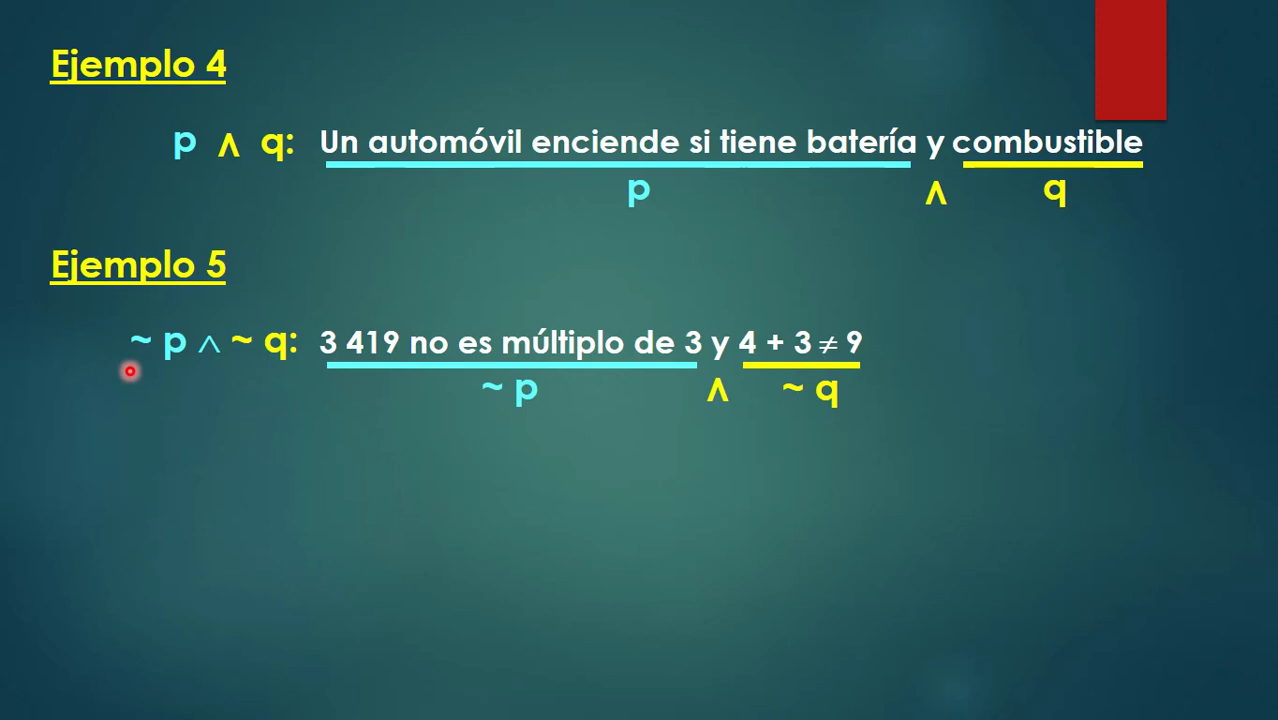 Ejemplo 4
p ∧ q: Un automóvil enciende si tiene batería y combustible
p ∧ q
Ejemplo 5
~ p ∧ ~ q: 3 419 no es múltiplo de 3 y 4 + 3 ≠ 9
~ p ∧ ~ q